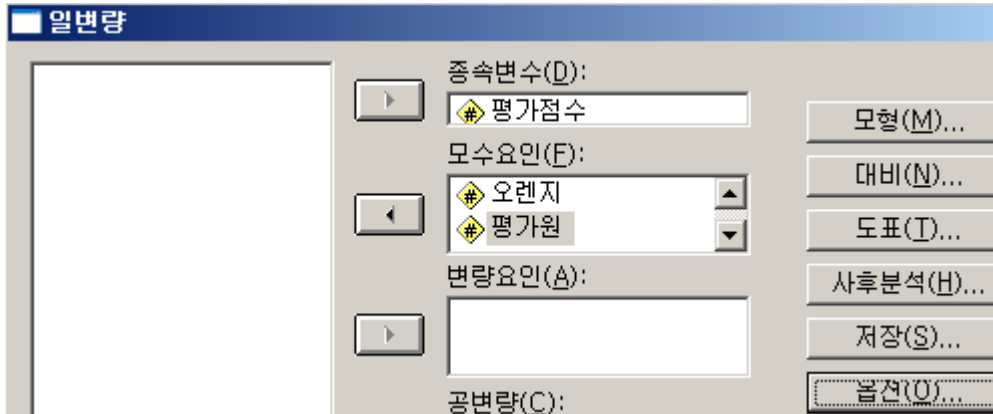 일변량
종속변수(D):
# 평가점수
모수요인(F):
# 오렌지
# 평가원
변량요인(A):
공변량(C):
모형(M)...
대비(N)...
도표(T)...
사후분석(H)...
저장(S)...
옵션(O)...